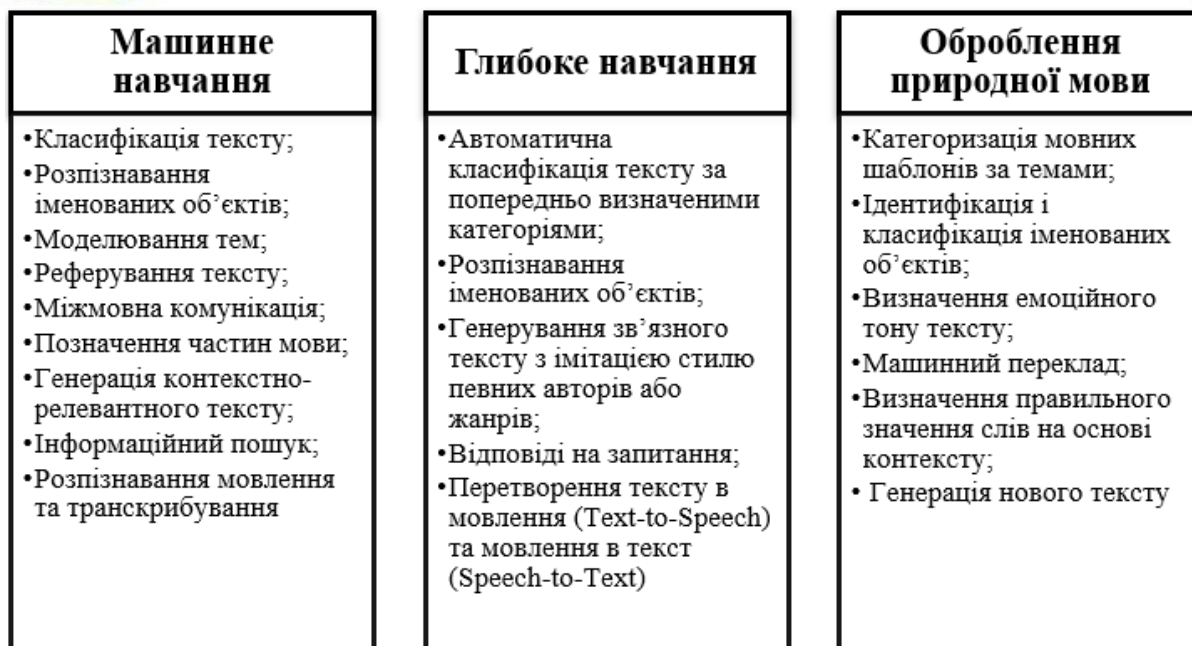 Машинне
навчання
•Класифікація тексту;
•Розпізнавання
іменованих об’єктів;
•Моделювання тем;
•Реферування тексту;
•Міжмовна комунікація;
•Позначення частин мови;
•Генерація контекстно-
релевантного тексту;
•Інформаційний пошук;
•Розпізнавання мовлення
та транскрибування
Глибоке навчання
•Автоматична
класифікація тексту за
попередньо визначеними
категоріями;
•Розпізнавання
іменованих об’єктів;
•Генерування зв’язного
тексту з імітацією стилю
певних авторів або
жанрів;
•Відповіді на запитання;
•Перетворення тексту в
мовлення (Text-to-Speech)
та мовлення в текст
(Speech-to-Text)
Оброблення
природної мови
•Категоризація мовних
шаблонів за темами;
•Ідентифікація і
класифікація іменованих
об’єктів;
•Визначення емоційного
тону тексту;
•Машинний переклад;
•Визначення правильного
значення слів на основі
контексту;
• Генерація нового тексту